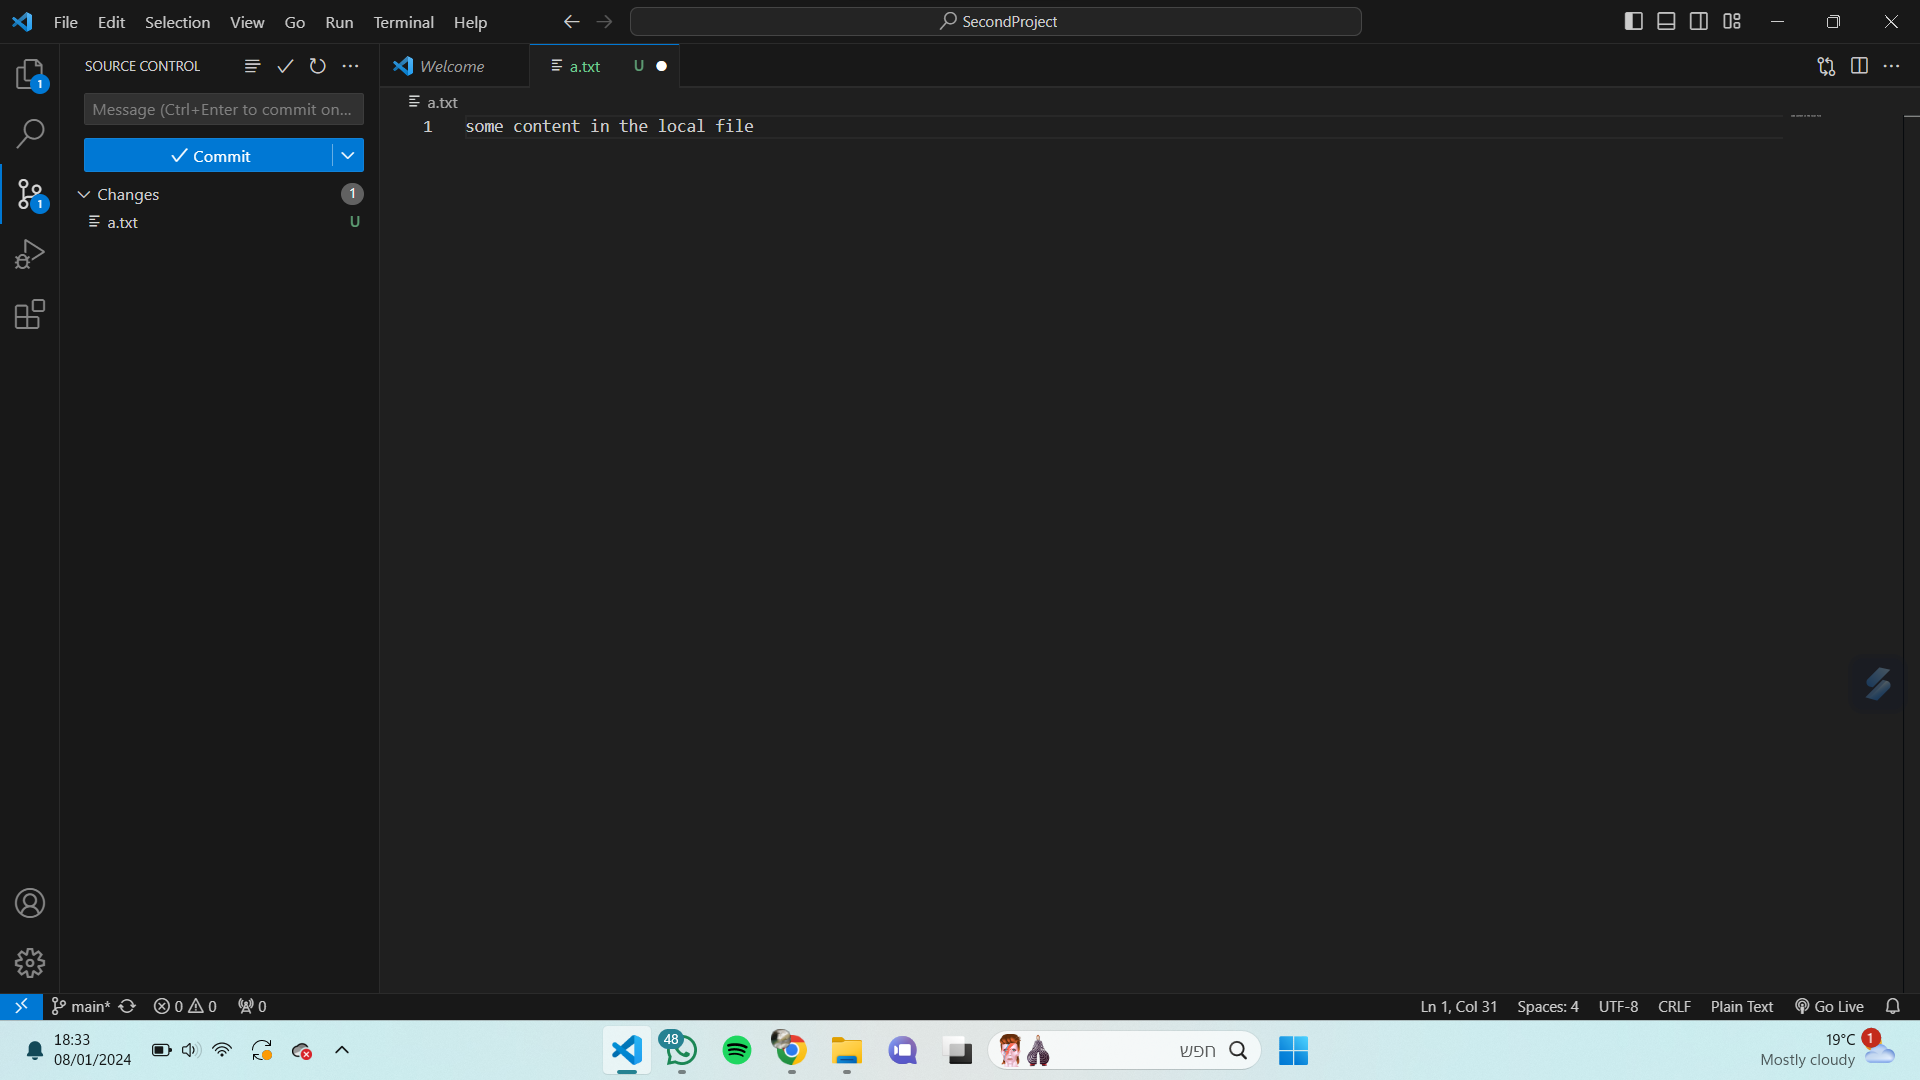 File Edit Selection View Go Run Terminal Help
SecondProject
SOURCE CONTROL
Welcome
a.txt U
1
Message (Ctrl+Enter to commit on...
a.txt
1 some content in the local file
Commit
1
Changes 1
a.txt U
main* 0 0 0
Ln 1, Col 31 Spaces: 4 UTF-8 CRLF Plain Text Go Live
18:33
08/01/2024
48
חפש
19°C
Mostly cloudy
1